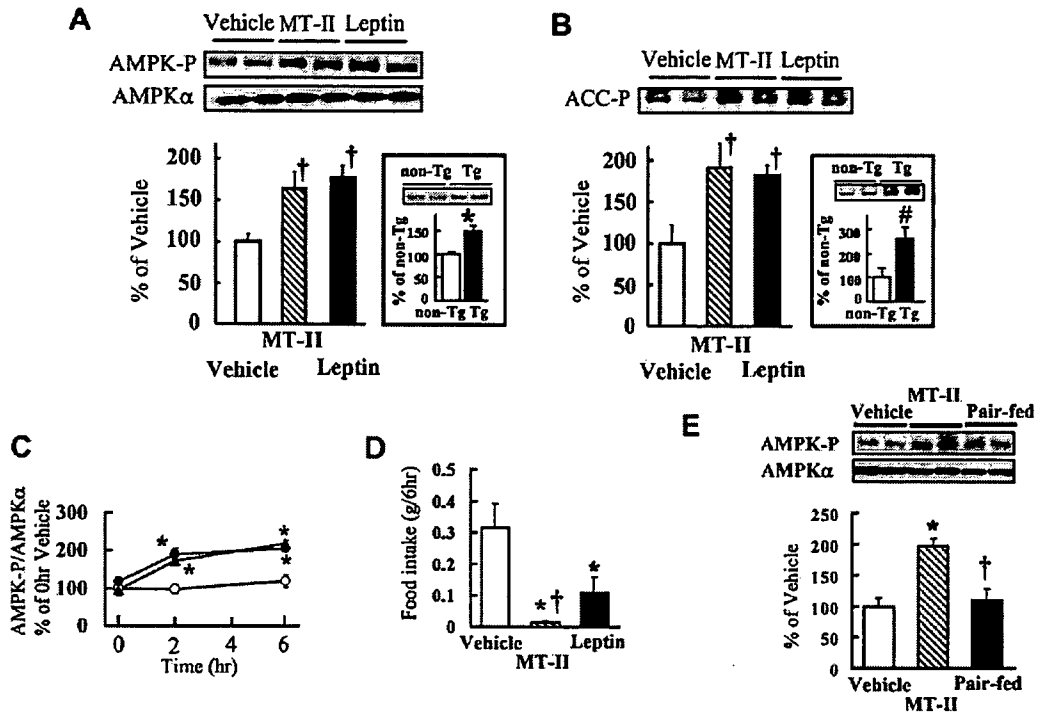 A
Vehicle MT-II Leptin
AMPK-P
AMPKα
% of Vehicle
200
150
100
50
0
† †
MT-II
Vehicle Leptin
non-Tg Tg
% of non-Tg
150
100
50
0
*
non-Tg Tg
B
Vehicle MT-II Leptin
ACC-P
% of Vehicle
200
150
100
50
0
† †
MT-II
Vehicle Leptin
non-Tg Tg
% of non-Tg
300
200
100
0
#
non-Tg Tg
C
AMPK-P/AMPKα
% of 0hr Vehicle
300
200
100
0
* *
* *
0 2 4 6
Time (hr)
D
Food intake (g/6hr)
0.5
0.4
0.3
0.2
0.1
0
* † *
Vehicle Leptin
MT-II
E
MT-II
Vehicle Pair-fed
AMPK-P
AMPKα
% of Vehicle
250
200
150
100
50
0
* †
Vehicle Pair-fed
MT-II